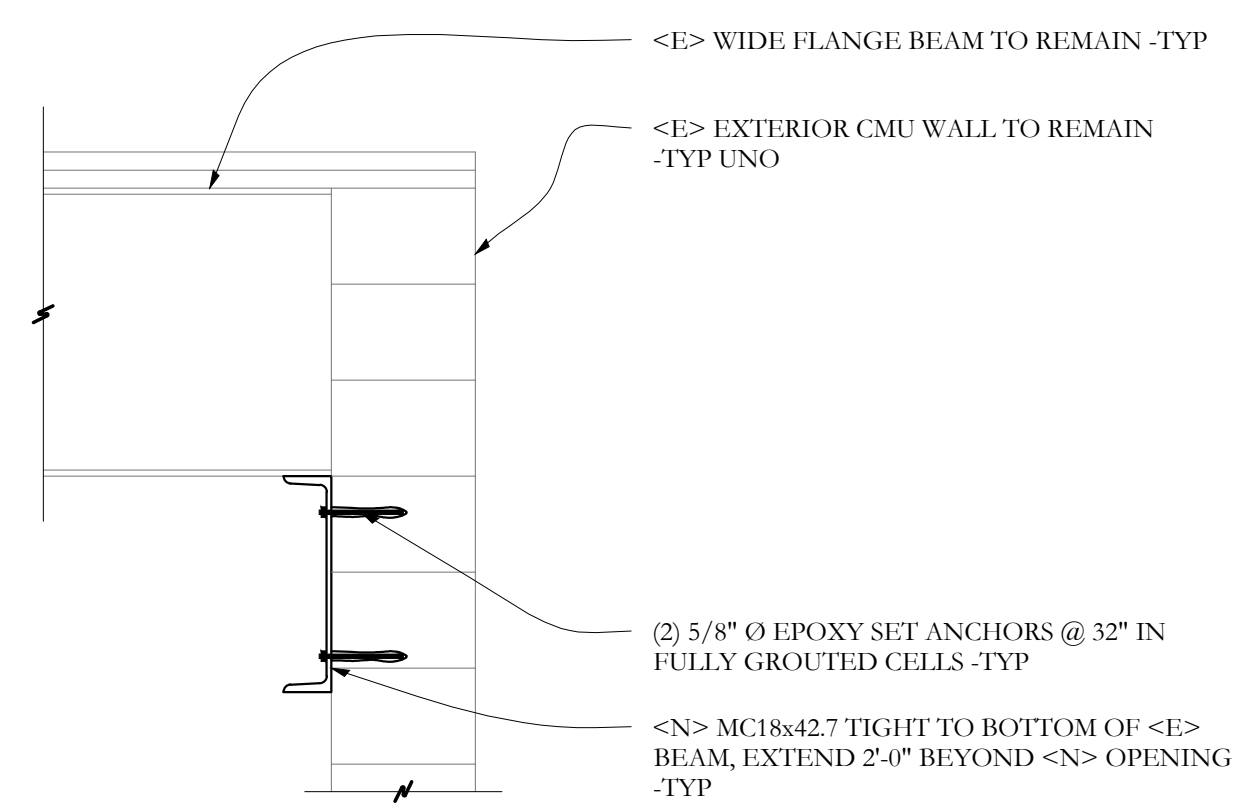 <E> WIDE FLANGE BEAM TO REMAIN -TYP
<E> EXTERIOR CMU WALL TO REMAIN
-TYP UNO
(2) 5/8" Ø EPOXY SET ANCHORS @ 32" IN
FULLY GROUTED CELLS -TYP
<N> MC18x42.7 TIGHT TO BOTTOM OF <E>
BEAM, EXTEND 2'-0" BEYOND <N> OPENING
-TYP